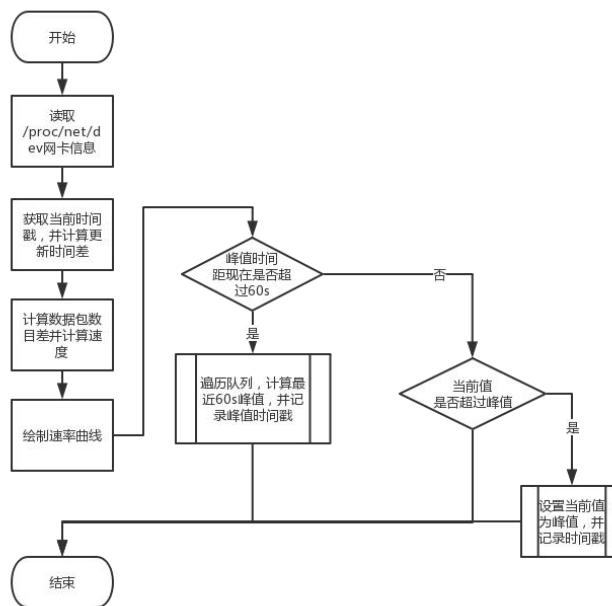 开始
读取
/proc/net/d
ev网卡信息
获取当前时间
戳，并计算更
新时间差
计算数据包数
目差并计算速
度
绘制速率曲线
峰值时间
距现在是否超
过60s
是
遍历队列，计算最
近60s峰值，并记
录峰值时间戳
否
当前值
是否超过峰值
是
设置当前值
为峰值，并
记录时间戳
结束